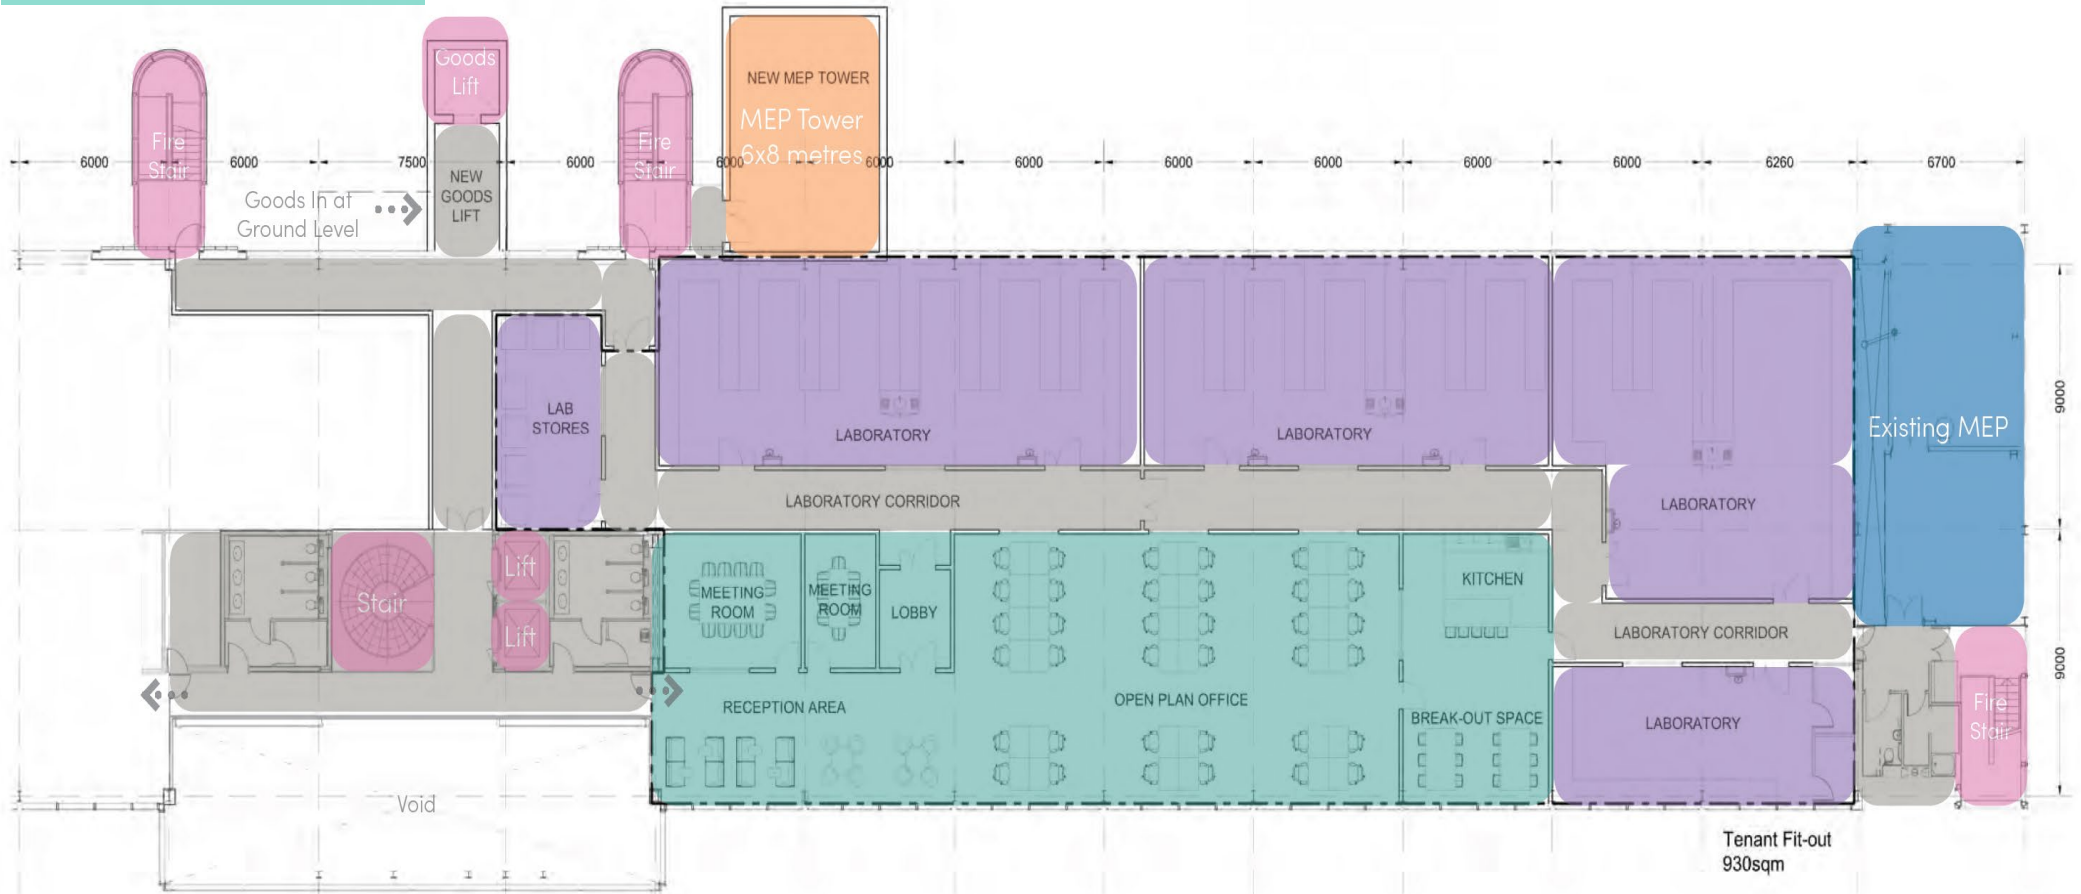 Goods
Lift
NEW MEP TOWER
MEP Tower
6x8 metres
Fire
Stair
Fire
Stair
6000
6000
7500
6000
6000
6000
6000
6000
6000
6000
6000
6260
6700
NEW
GOODS
LIFT
Goods In at
Ground Level
LAB
STORES
LABORATORY
LABORATORY
LABORATORY
Existing MEP
9000
9000
LABORATORY CORRIDOR
Stair
Lift
Lift
MEETING
ROOM
MEETING
ROOM
LOBBY
KITCHEN
LABORATORY CORRIDOR
RECEPTION AREA
OPEN PLAN OFFICE
BREAK-OUT SPACE
LABORATORY
Fire
Stair
Void
Tenant Fit-out
930sqm